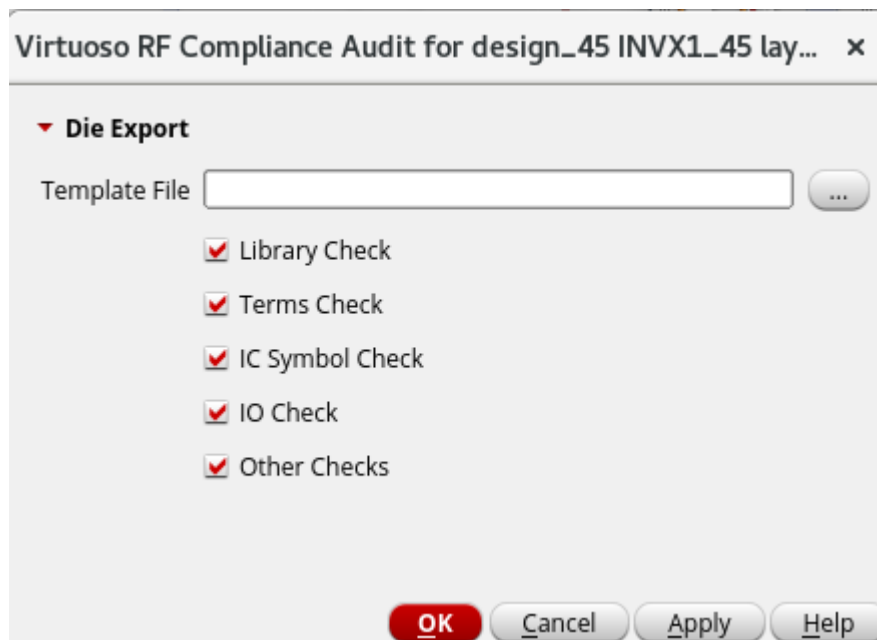 Virtuoso RF Compliance Audit for design_45 INVX1_45 lay... ×
Die Export
Template File ...
Library Check
Terms Check
IC Symbol Check
IO Check
Other Checks
OK Cancel Apply Help